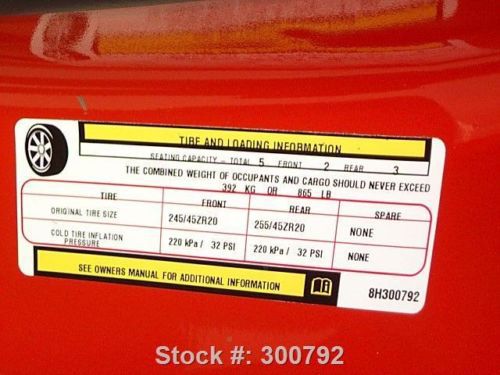 TIRE AND LOADING INFORMATION
SEATING CAPACITY - TOTAL 5 FRONT 2 REAR 3
THE COMBINED WEIGHT OF OCCUPANTS AND CARGO SHOULD NEVER EXCEED
392 KG OR 865 LB
TIRE FRONT REAR SPARE
ORIGINAL TIRE SIZE 245/45ZR20 255/45ZR20 NONE
COLD TIRE INFLATION PRESSURE 220 kPa / 32 PSI 220 kPa / 32 PSI NONE
SEE OWNERS MANUAL FOR ADDITIONAL INFORMATION
8H300792
Stock #: 300792